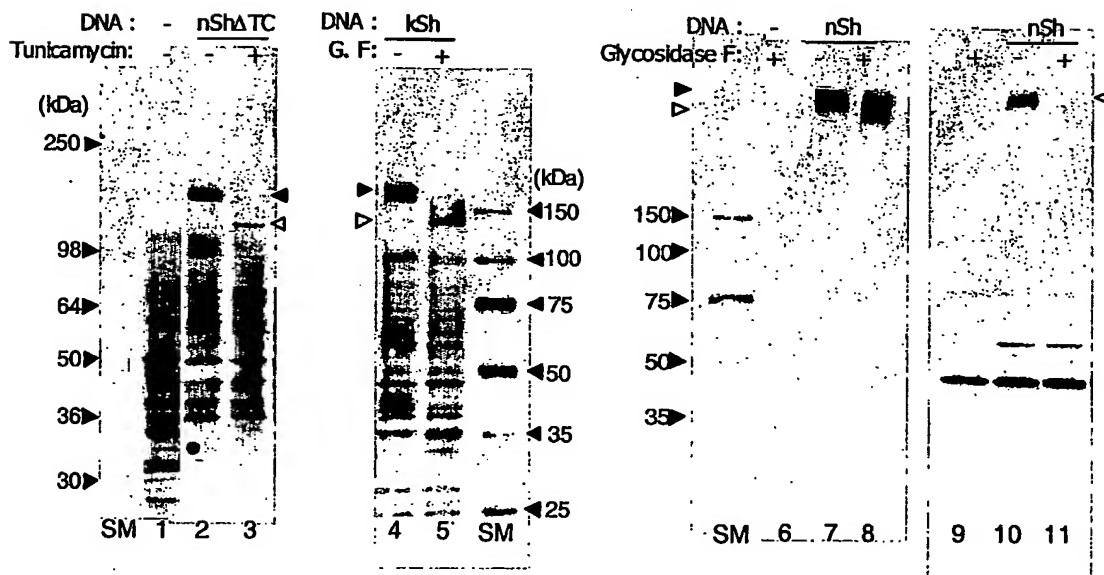 DNA : - nShΔTC
Tunicamycin: - - +
(kDa)
250
98
64
50
36
30
SM 1 2 3
DNA : kSh
G. F: - +
(kDa)
150
100
75
50
35
25
4 5 SM
DNA : - nSh
Glycosidase F: + - +
150
100
75
50
35
SM 6 7 8
nSh
+ - +
9 10 11